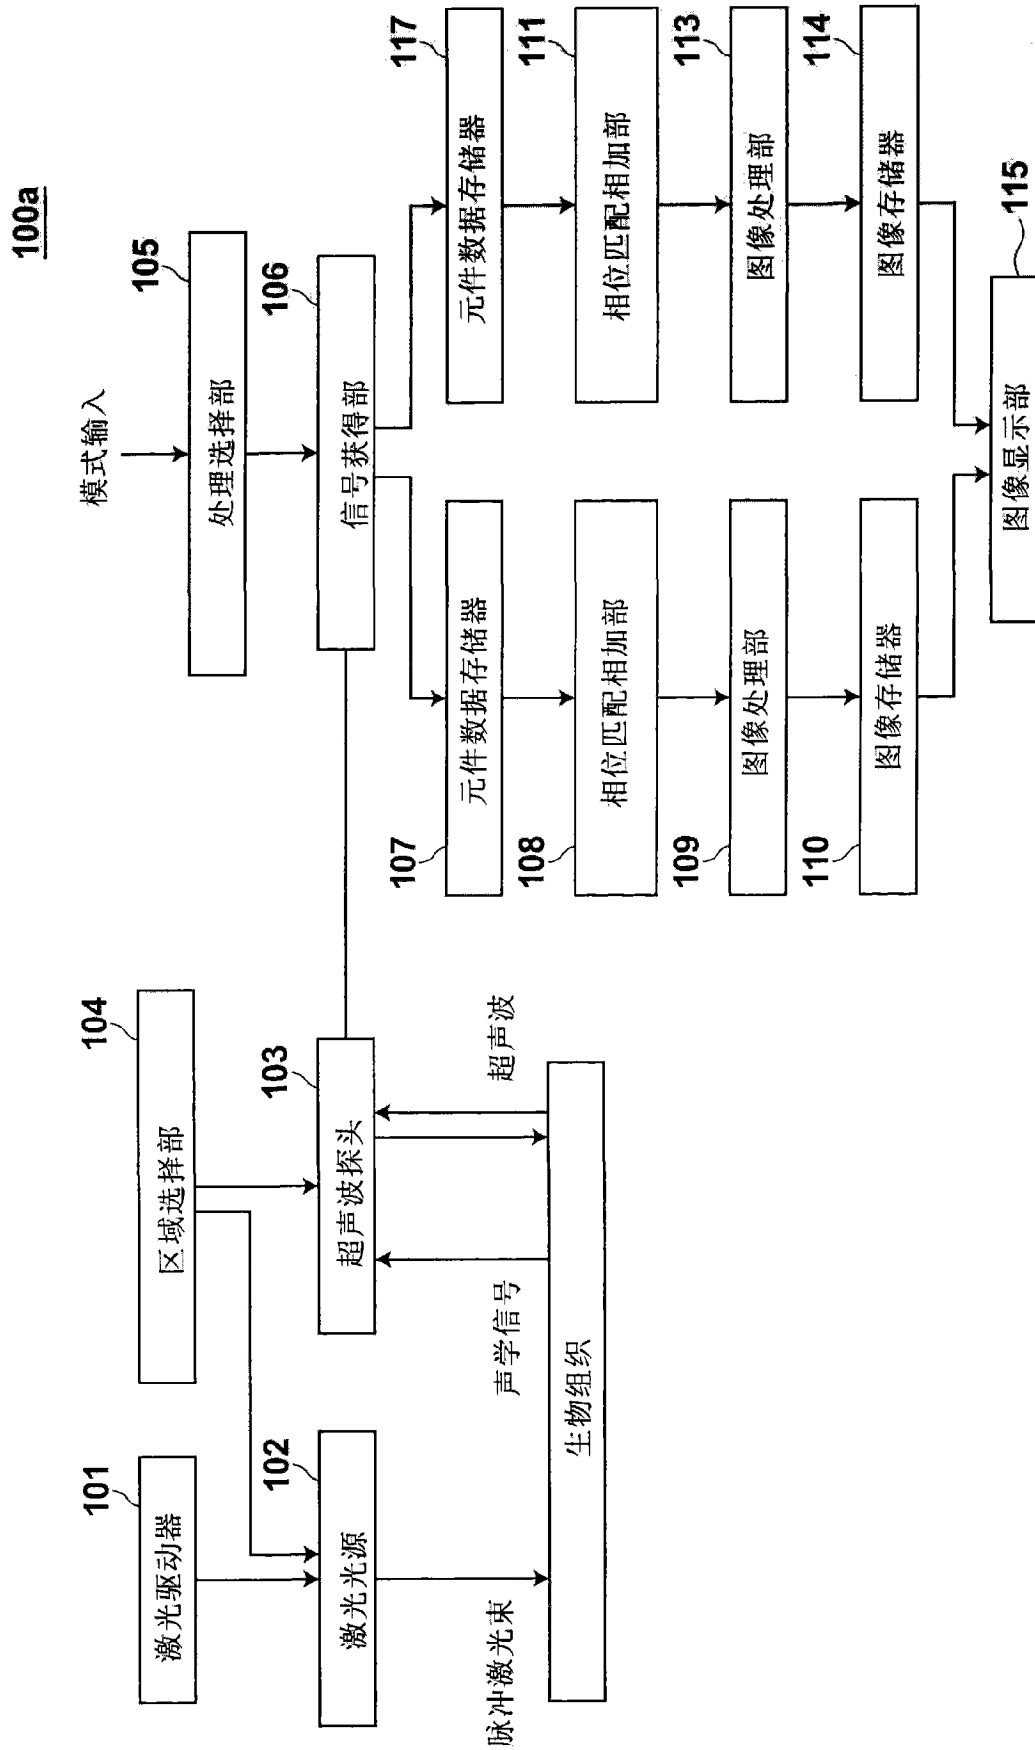 100a
101
激光驱动器
104
区域选择部
模式输入
105
处理选择部
102
激光光源
103
超声波探头
106
信号获得部
脉冲激光束
声学信号
超声波
生物组织
107
元件数据存储器
117
元件数据存储器
108
相位匹配相加部
111
相位匹配相加部
109
图像处理部
113
图像处理部
110
图像存储器
114
图像存储器
115
图像显示部